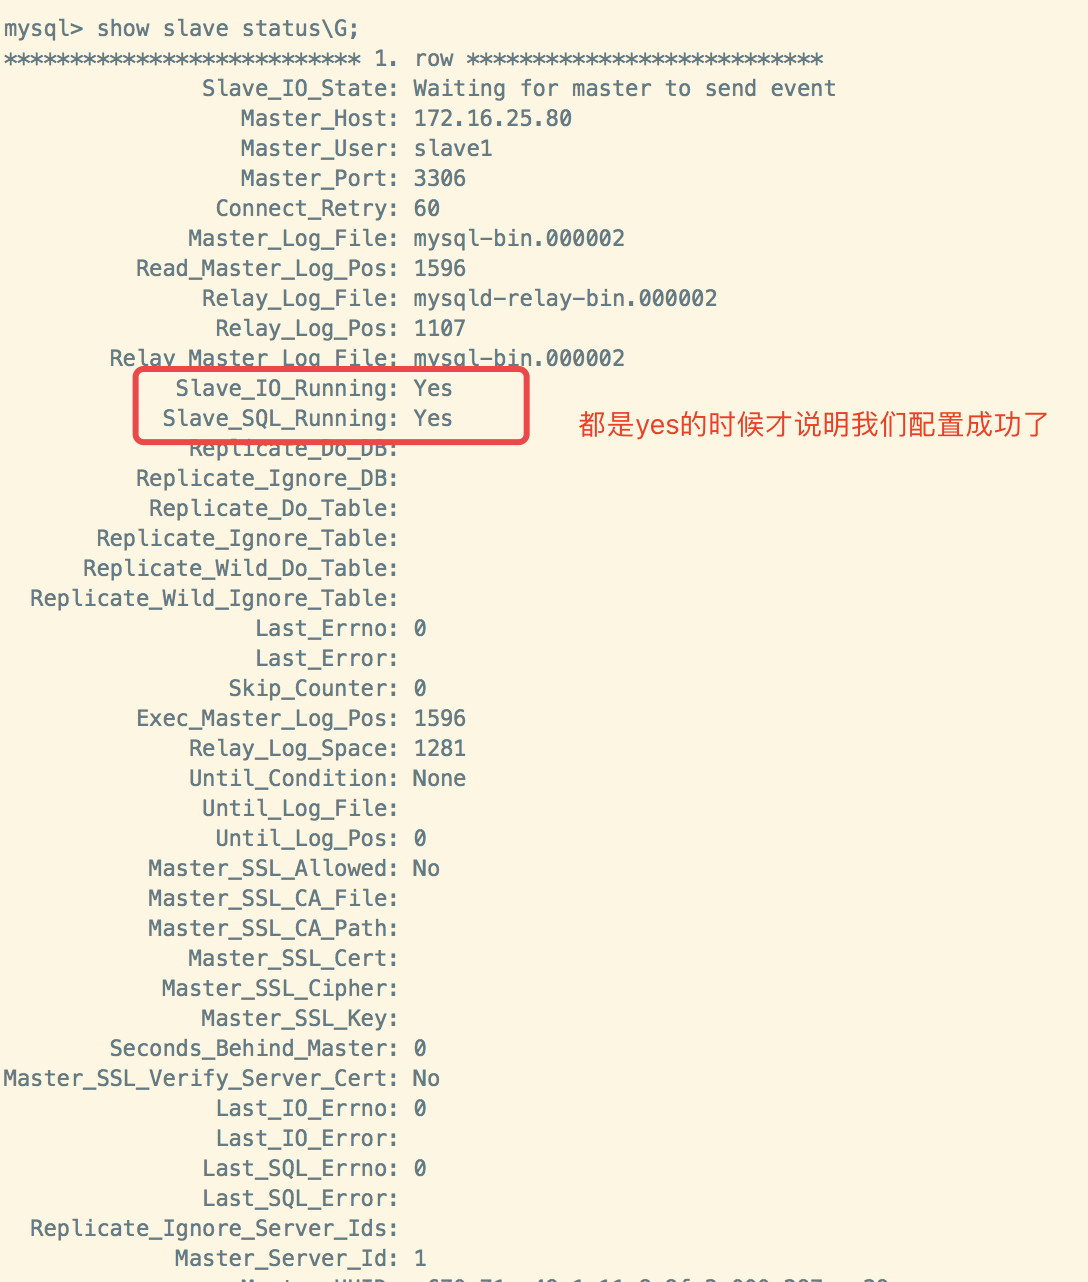 mysql> show slave status\G;
*************************** 1. row ***************************
Slave_IO_State: Waiting for master to send event
Master_Host: 172.16.25.80
Master_User: slave1
Master_Port: 3306
Connect_Retry: 60
Master_Log_File: mysql-bin.000002
Read_Master_Log_Pos: 1596
Relay_Log_File: mysqld-relay-bin.000002
Relay_Log_Pos: 1107
Relay_Master_Log_File: mysql-bin.000002
Slave_IO_Running: Yes
Slave_SQL_Running: Yes
都是yes的时候才说明我们配置成功了
Replicate_Do_DB:
Replicate_Ignore_DB:
Replicate_Do_Table:
Replicate_Ignore_Table:
Replicate_Wild_Do_Table:
Replicate_Wild_Ignore_Table:
Last_Errno: 0
Last_Error:
Skip_Counter: 0
Exec_Master_Log_Pos: 1596
Relay_Log_Space: 1281
Until_Condition: None
Until_Log_File:
Until_Log_Pos: 0
Master_SSL_Allowed: No
Master_SSL_CA_File:
Master_SSL_CA_Path:
Master_SSL_Cert:
Master_SSL_Cipher:
Master_SSL_Key:
Seconds_Behind_Master: 0
Master_SSL_Verify_Server_Cert: No
Last_IO_Errno: 0
Last_IO_Error:
Last_SQL_Errno: 0
Last_SQL_Error:
Replicate_Ignore_Server_Ids:
Master_Server_Id: 1